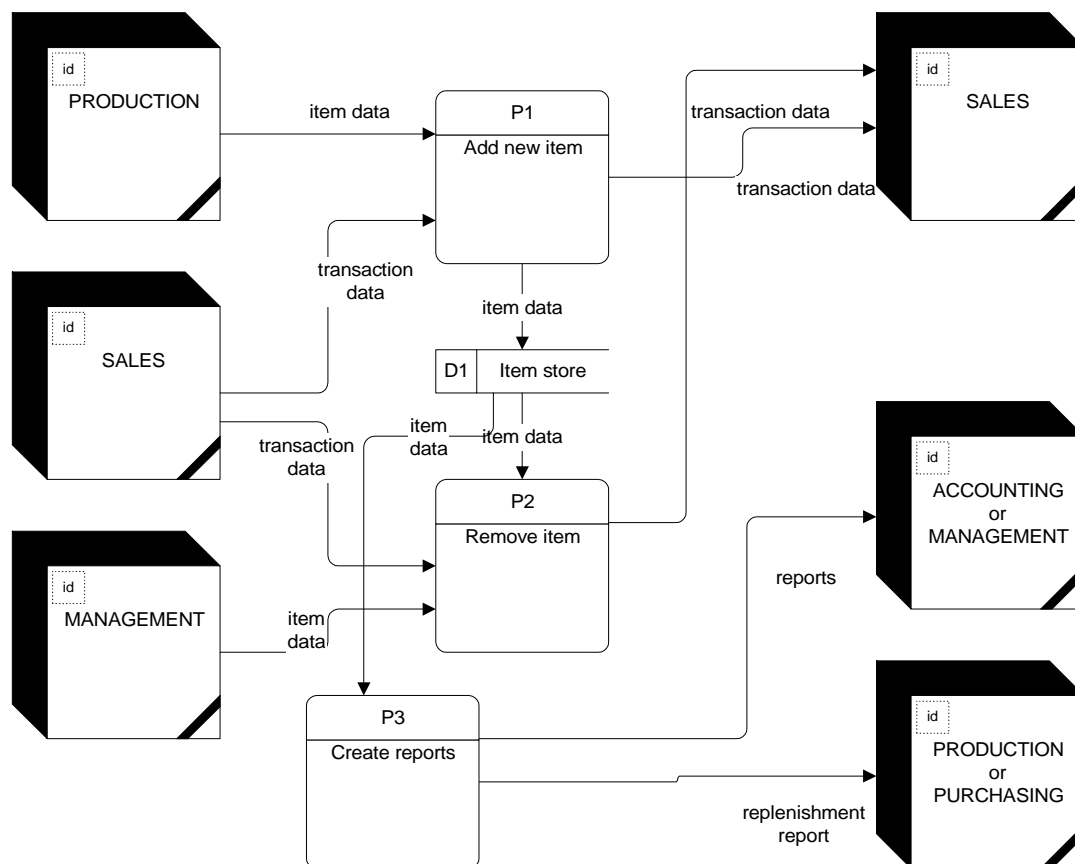 id
PRODUCTION
item data
P1
Add new item
transaction data
id
SALES
transaction data
transaction
data
item data
id
SALES
D1
Item store
item
data
item data
transaction
data
P2
Remove item
id
ACCOUNTING
or
MANAGEMENT
reports
id
MANAGEMENT
item
data
P3
Create reports
id
PRODUCTION
or
PURCHASING
replenishment
report